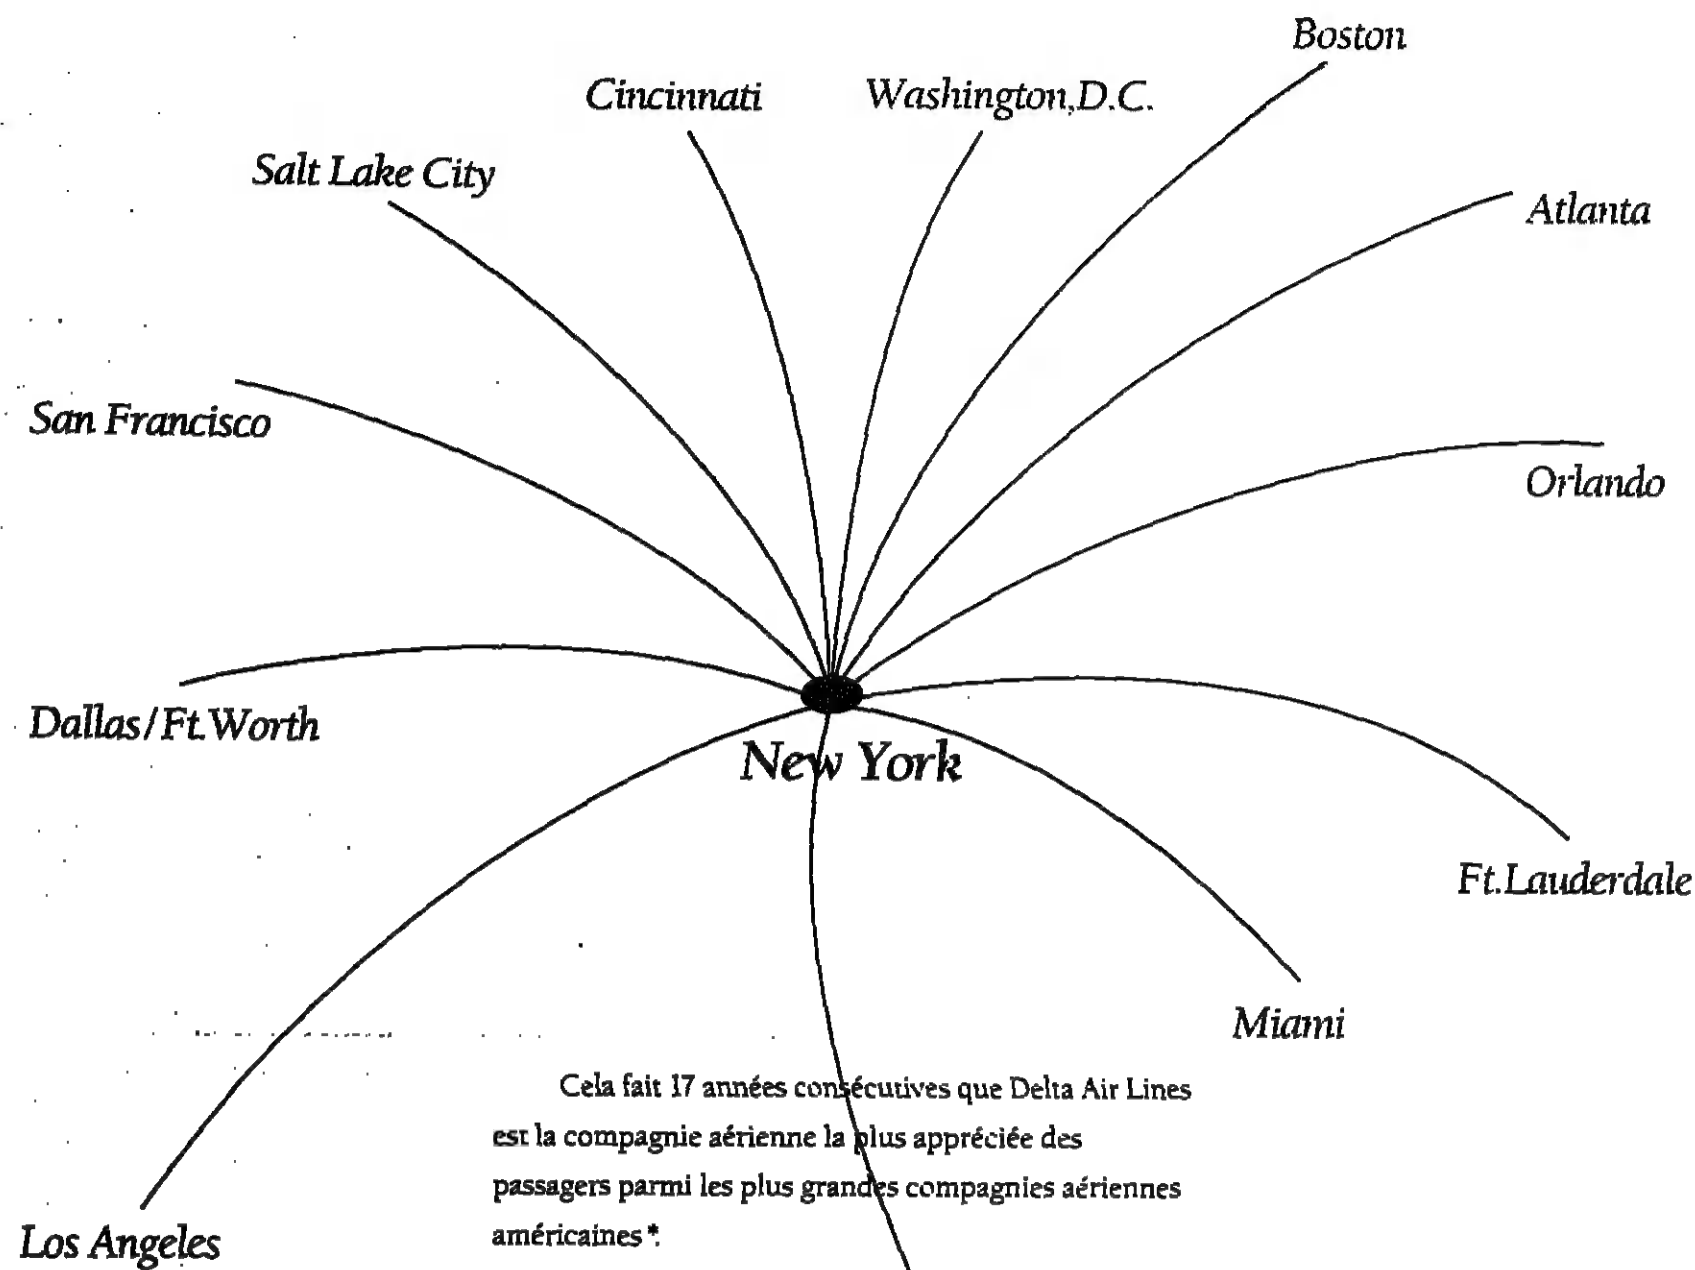 Boston
Cincinnati
Washington,D.C.
Salt Lake City
Atlanta
San Francisco
Orlando
Dallas/Ft.Worth
New York
Ft.Lauderdale
Miami
Cela fait 17 années consécutives que Delta Air Lines
est la compagnie aérienne la plus appréciée des
passagers parmi les plus grandes compagnies aériennes
américaines*.
Los Angeles